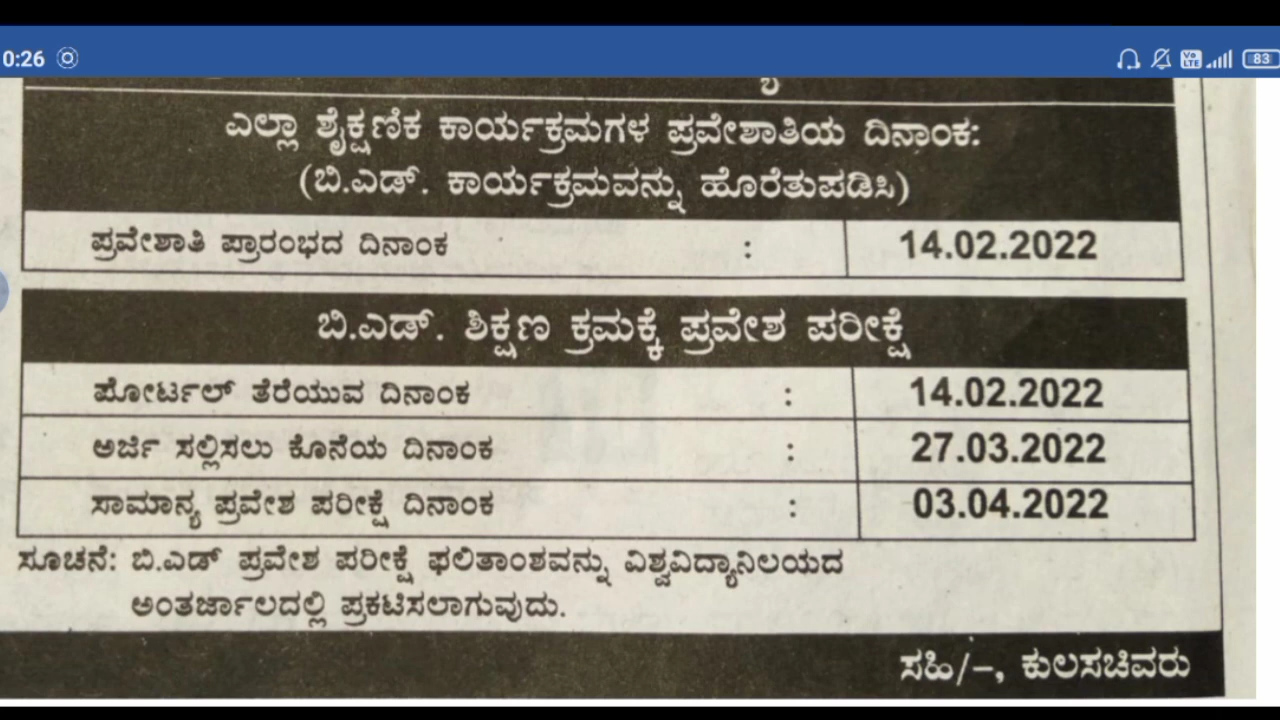 0:26
Vo LTE 83
ಎಲ್ಲಾ ಶೈಕ್ಷಣಿಕ ಕಾರ್ಯಕ್ರಮಗಳ ಪ್ರವೇಶಾತಿಯ ದಿನಾಂಕ:
(ಬಿ.ಎಡ್. ಕಾರ್ಯಕ್ರಮವನ್ನು ಹೊರೆತುಪಡಿಸಿ)
ಪ್ರವೇಶಾತಿ ಪ್ರಾರಂಭದ ದಿನಾಂಕ : 14.02.2022
ಬಿ.ಎಡ್. ಶಿಕ್ಷಣ ಕ್ರಮಕ್ಕೆ ಪ್ರವೇಶ ಪರೀಕ್ಷೆ
ಪೋರ್ಟಲ್ ತೆರೆಯುವ ದಿನಾಂಕ : 14.02.2022
ಅರ್ಜಿ ಸಲ್ಲಿಸಲು ಕೊನೆಯ ದಿನಾಂಕ : 27.03.2022
ಸಾಮಾನ್ಯ ಪ್ರವೇಶ ಪರೀಕ್ಷೆ ದಿನಾಂಕ : 03.04.2022
ಸೂಚನೆ: ಬಿ.ಎಡ್ ಪ್ರವೇಶ ಪರೀಕ್ಷೆ ಫಲಿತಾಂಶವನ್ನು ವಿಶ್ವವಿದ್ಯಾನಿಲಯದ
ಅಂತರ್ಜಾಲದಲ್ಲಿ ಪ್ರಕಟಿಸಲಾಗುವುದು.
ಸಹಿ/–, ಕುಲಸಚಿವರು